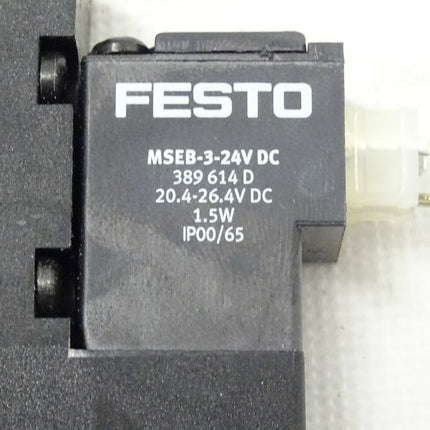 FESTO
MSEB-3-24V DC
389 614 D
20.4-26.4V DC
1.5W
IP00/65